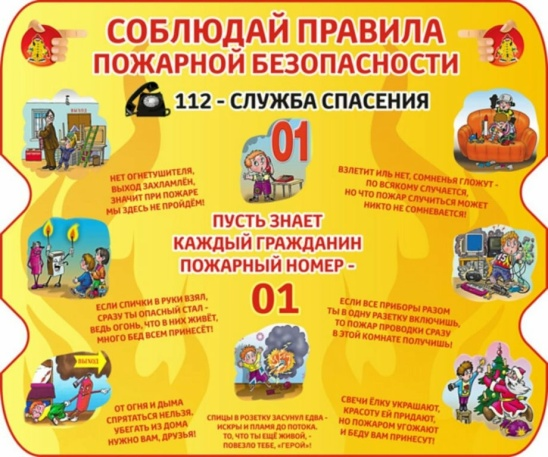 СОБЛЮДАЙ ПРАВИЛА
ПОЖАРНОЙ БЕЗОПАСНОСТИ
112 - СЛУЖБА СПАСЕНИЯ
ВЫХОД
01
НЕТ ОГНЕТУШИТЕЛЯ,
ВЫХОД ЗАХЛАМЛЁН,
ЗНАЧИТ ПРИ ПОЖАРЕ
МЫ ЗДЕСЬ НЕ ПРОЙДЁМ!
ВЗЛЕТИТ ИЛЬ НЕТ, СОМНЕНЬЯ ГЛОЖУТ -
ПО ВСЯКОМУ СЛУЧАЕТСЯ,
НО ЧТО ПОЖАР СЛУЧИТЬСЯ МОЖЕТ
НИКТО НЕ СОМНЕВАЕТСЯ!
ПУСТЬ ЗНАЕТ
КАЖДЫЙ ГРАЖДАНИН
ПОЖАРНЫЙ НОМЕР -
01
ЕСЛИ СПИЧКИ В РУКИ ВЗЯЛ,
СРАЗУ ТЫ ОПАСНЫЙ СТАЛ -
ВЕДЬ ОГОНЬ, ЧТО В НИХ ЖИВЁТ,
МНОГО БЕД ВСЕМ ПРИНЕСЁТ!
ЕСЛИ ВСЕ ПРИБОРЫ РАЗОМ
ТЫ В ОДНУ РАЗЕТКУ ВКЛЮЧИШЬ,
ТО ПОЖАР ПРОВОДКИ СРАЗУ
В ЭТОЙ КОМНАТЕ ПОЛУЧИШЬ!
ВЫХОД
ОТ ОГНЯ И ДЫМА
СПРЯТАТЬСЯ НЕЛЬЗЯ,
УБЕГАТЬ ИЗ ДОМА
НУЖНО ВАМ, ДРУЗЬЯ!
СПИЦЫ В РОЗЕТКУ ЗАСУНУЛ ЕДВА -
ИСКРЫ И ПЛАМЯ ДО ПОТОКА.
ТО, ЧТО ТЫ ЕЩЁ ЖИВОЙ, -
ПОВЕЗЛО ТЕБЕ, «ГЕРОЙ»!
СВЕЧИ ЁЛКУ УКРАШАЮТ,
КРАСОТУ ЕЙ ПРИДАЮТ,
НО ПОЖАРОМ УГОЖАЮТ
И БЕДУ ВАМ ПРИНЕСУТ!